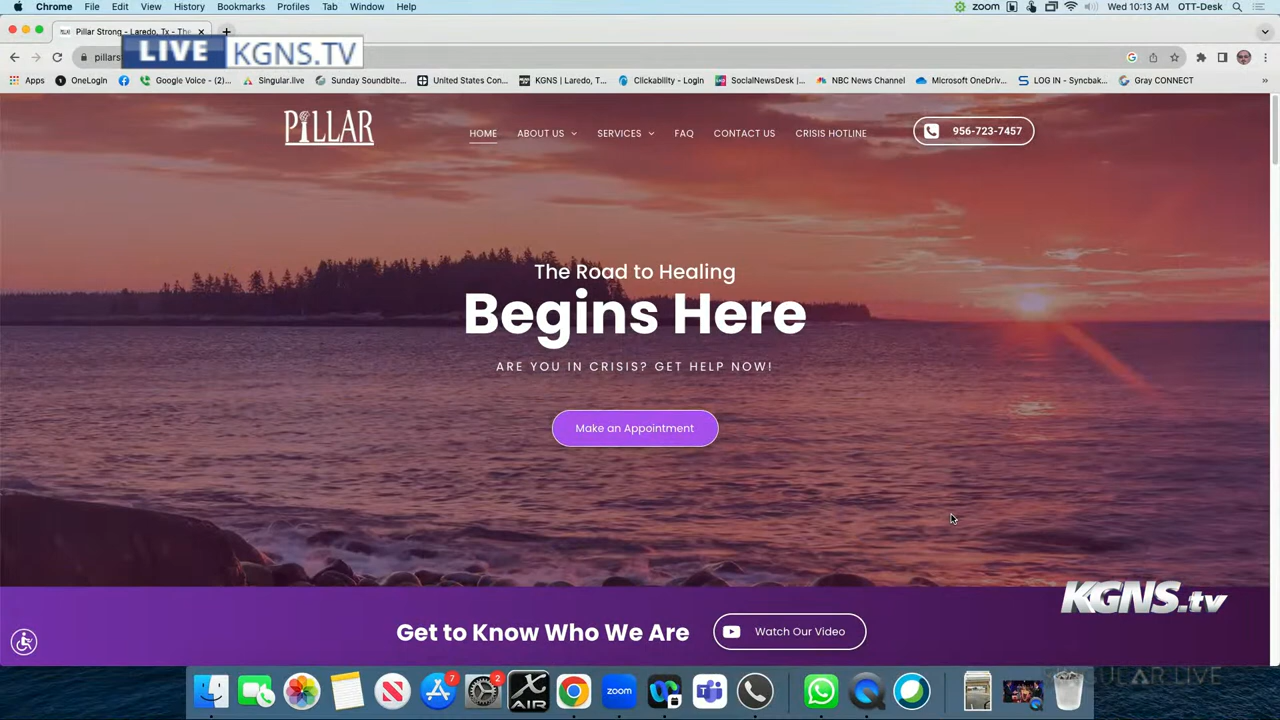 Chrome File Edit View History Bookmarks Profiles Tab Window Help
zoom Wed 10:13 AM OTT-Desk
Pillar Strong - Laredo, Tx - The
LIVE KGNS.TV
pillars
Apps OneLogin Google Voice - (2)... Singular.live Sunday Soundbite... United States Con... KGNS | Laredo, T... Clickability - Login SocialNewsDesk |... NBC News Channel Microsoft OneDriv... LOG IN - Syncbak... Gray CONNECT »
PILLAR
HOME ABOUT US SERVICES FAQ CONTACT US CRISIS HOTLINE 956-723-7457
The Road to Healing
Begins Here
ARE YOU IN CRISIS? GET HELP NOW!
Make an Appointment
KGNS.tv
Get to Know Who We Are Watch Our Video
7 2
X AIR zoom
LIVE